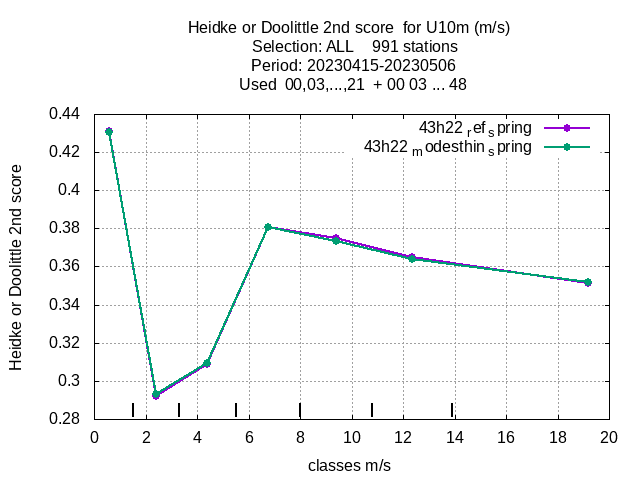 Heidke or Doolittle 2nd score  for U10m (m/s)
Selection: ALL    991 stations
Period: 20230415-20230506
Used  00,03,...,21  + 00 03 ... 48
43h22 ref spring
43h22 modesthin spring
Heidke or Doolittle 2nd score
0.44
0.42
0.4
0.38
0.36
0.34
0.32
0.3
0.28
0 2 4 6 8 10 12 14 16 18 20
classes m/s